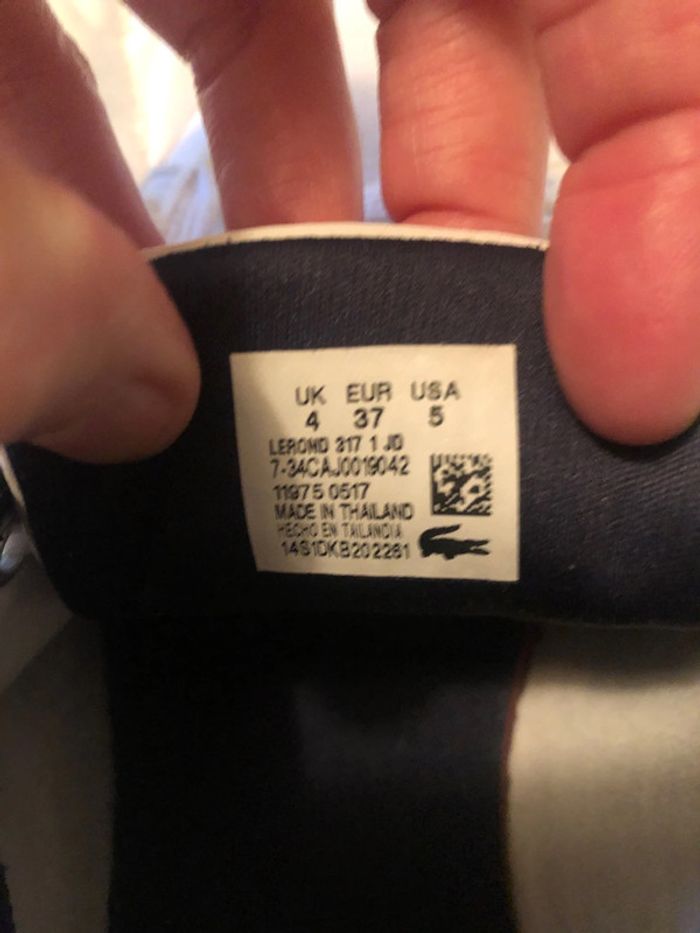 UK EUR USA
4 37 5
LEROND 317 1 JD
7-34CAJ0019042
11975 0517
MADE IN THAILAND
HECHO EN TAILANDIA
14S1DKB202261